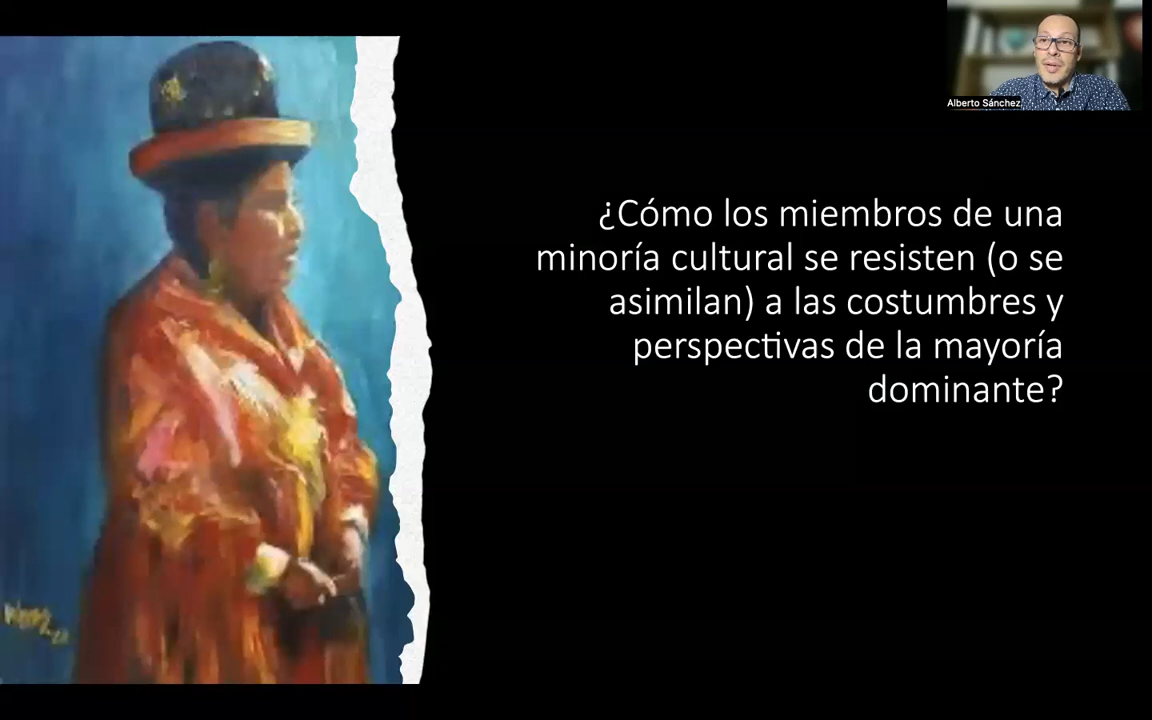 Alberto Sánchez
¿Cómo los miembros de una
minoría cultural se resisten (o se
asimilan) a las costumbres y
perspectivas de la mayoría
dominante?